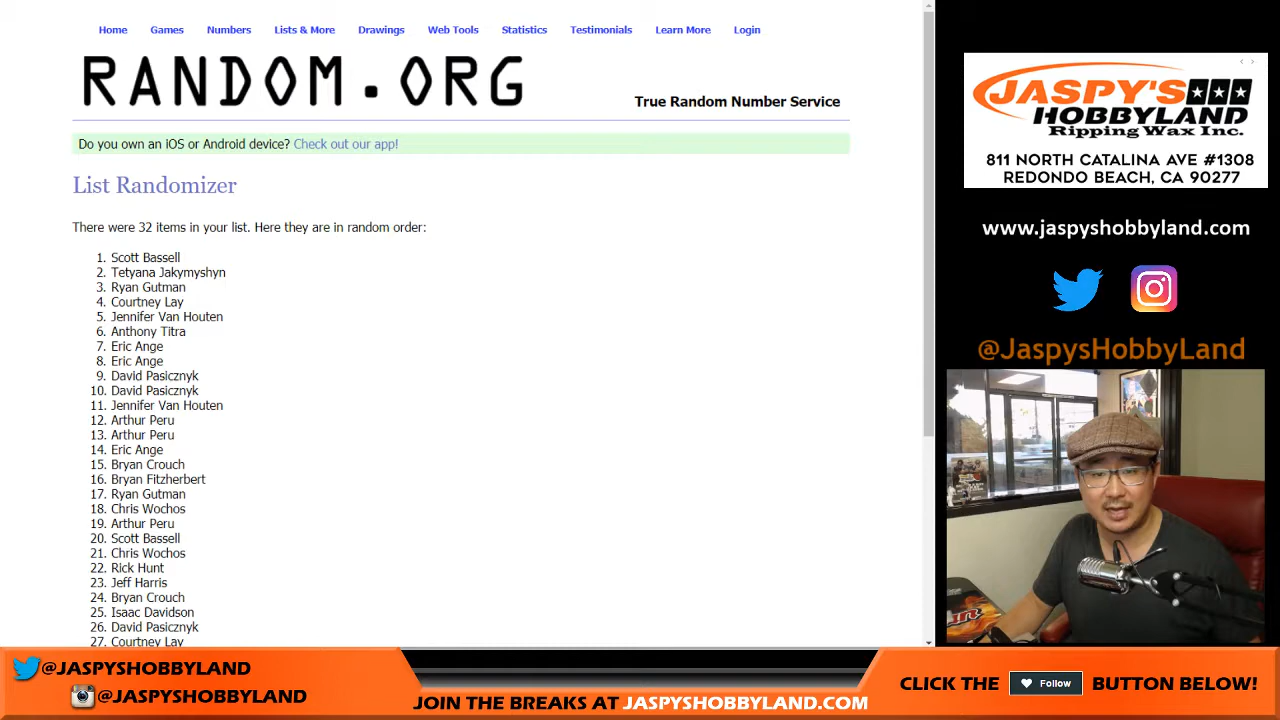 Home Games Numbers Lists & More Drawings Web Tools Statistics Testimonials Learn More Login
RANDOM.ORG
True Random Number Service
Do you own an iOS or Android device? Check out our app!
List Randomizer
There were 32 items in your list. Here they are in random order:
1. Scott Bassell
2. Tetyana Jakymyshyn
3. Ryan Gutman
4. Courtney Lay
5. Jennifer Van Houten
6. Anthony Titra
7. Eric Ange
8. Eric Ange
9. David Pasicznyk
10. David Pasicznyk
11. Jennifer Van Houten
12. Arthur Peru
13. Arthur Peru
14. Eric Ange
15. Bryan Crouch
16. Bryan Fitzherbert
17. Ryan Gutman
18. Chris Wochos
19. Arthur Peru
20. Scott Bassell
21. Chris Wochos
22. Rick Hunt
23. Jeff Harris
24. Bryan Crouch
25. Isaac Davidson
26. David Pasicznyk
27. Courtney Lay
JASPY'S
HOBBYLAND
Ripping Wax Inc.
811 NORTH CATALINA AVE #1308
REDONDO BEACH, CA 90277
www.jaspyshobbyland.com
@JaspysHobbyLand
@JASPYSHOBBYLAND
@JASPYSHOBBYLAND
JOIN THE BREAKS AT JASPYSHOBBYLAND.COM
CLICK THE Follow BUTTON BELOW!